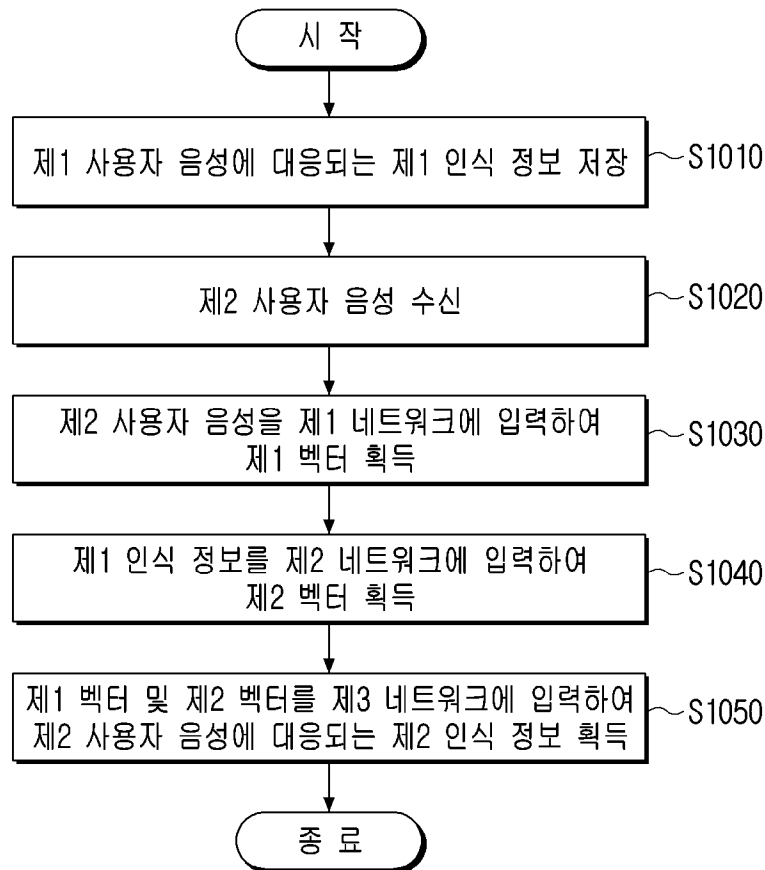 시 작
제1 사용자 음성에 대응되는 제1 인식 정보 저장
S1010
제2 사용자 음성 수신
S1020
제2 사용자 음성을 제1 네트워크에 입력하여
제1 벡터 획득
S1030
제1 인식 정보를 제2 네트워크에 입력하여
제2 벡터 획득
S1040
제1 벡터 및 제2 벡터를 제3 네트워크에 입력하여
제2 사용자 음성에 대응되는 제2 인식 정보 획득
S1050
종 료